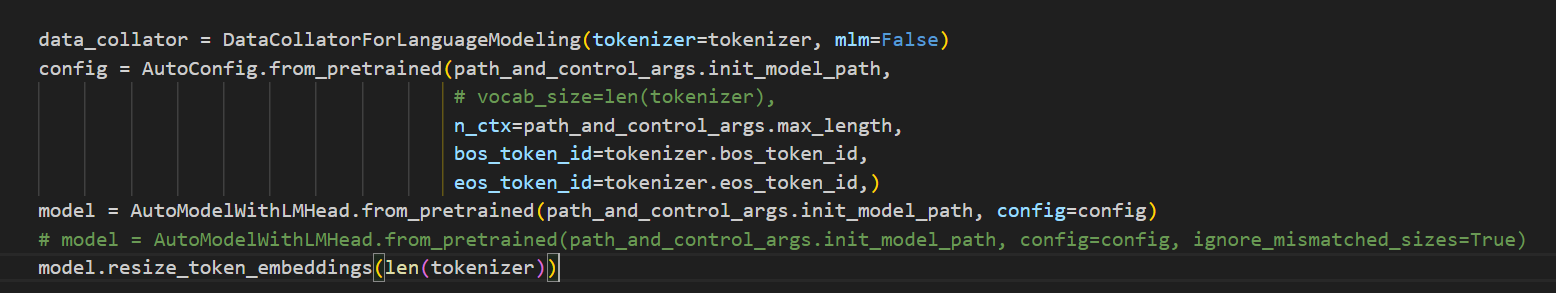 data_collator = DataCollatorForLanguageModeling(tokenizer=tokenizer, mlm=False)
config = AutoConfig.from_pretrained(path_and_control_args.init_model_path,
# vocab_size=len(tokenizer),
n_ctx=path_and_control_args.max_length,
bos_token_id=tokenizer.bos_token_id,
eos_token_id=tokenizer.eos_token_id,)
model = AutoModelWithLMHead.from_pretrained(path_and_control_args.init_model_path, config=config)
# model = AutoModelWithLMHead.from_pretrained(path_and_control_args.init_model_path, config=config, ignore_mismatched_sizes=True)
model.resize_token_embeddings(len(tokenizer))